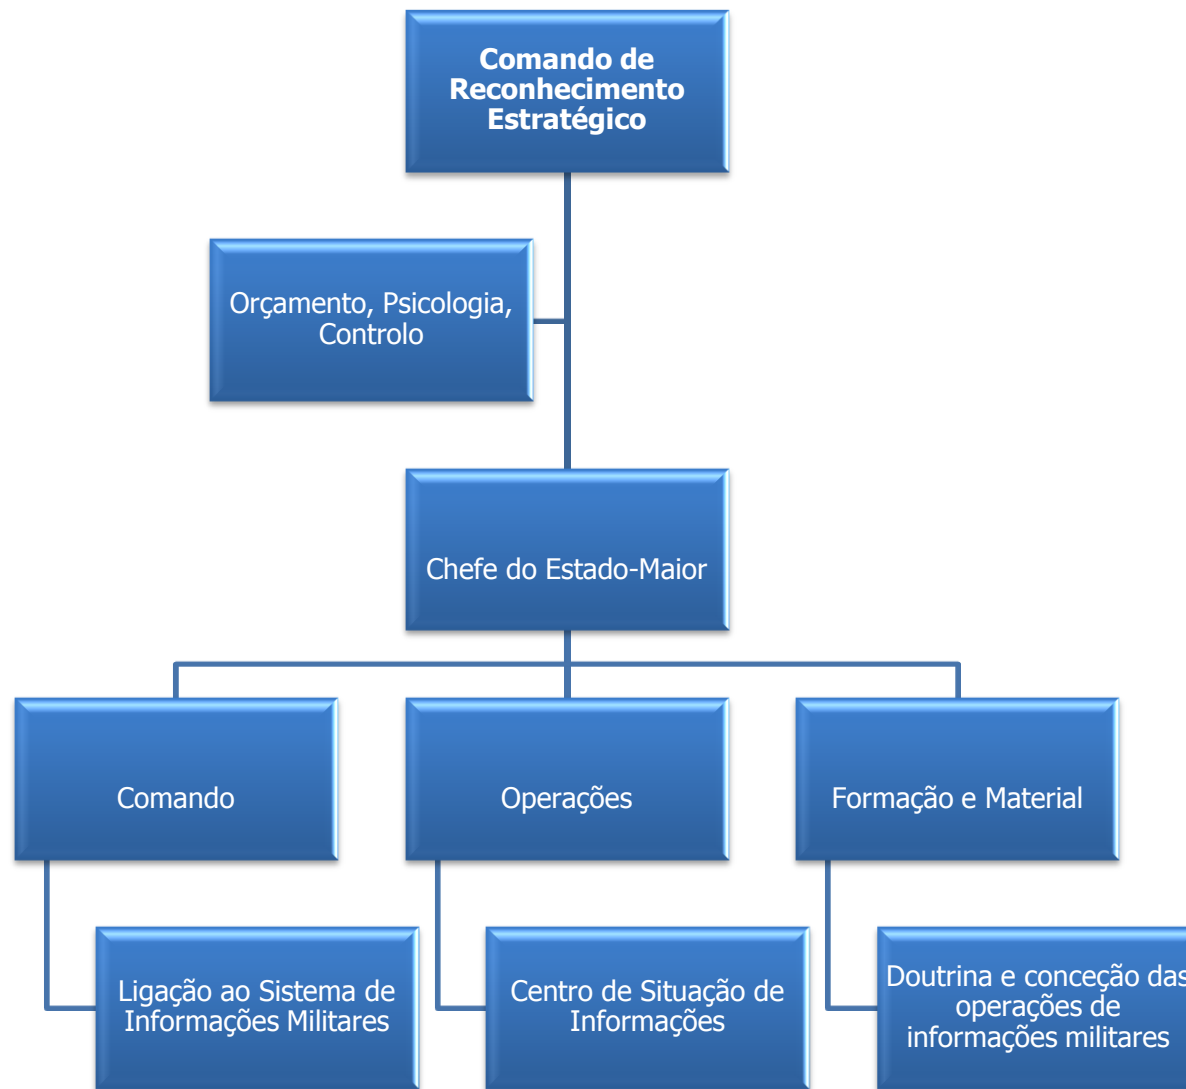 Comando de
Reconhecimento
Estratégico
Orçamento, Psicologia,
Controlo
Chefe do Estado-Maior
Comando
Operações
Formação e Material
Ligação ao Sistema de
Informações Militares
Centro de Situação de
Informações
Doutrina e conceção das
operações de
informações militares